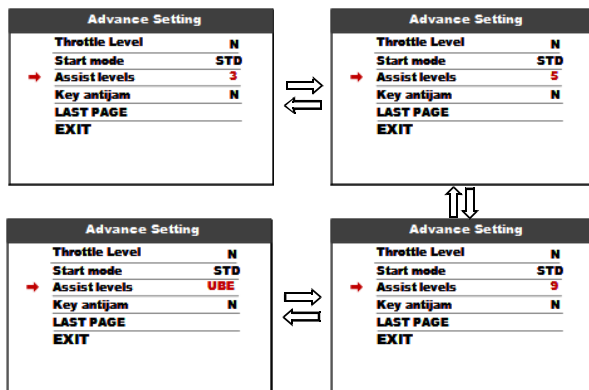 Advance Setting
Throttle Level N
Start mode STD
Assist levels 3
Key antijam N
LAST PAGE
EXIT
Advance Setting
Throttle Level N
Start mode STD
Assist levels 5
Key antijam N
LAST PAGE
EXIT
Advance Setting
Throttle Level N
Start mode STD
Assist levels UBE
Key antijam N
LAST PAGE
EXIT
Advance Setting
Throttle Level N
Start mode STD
Assist levels 9
Key antijam N
LAST PAGE
EXIT